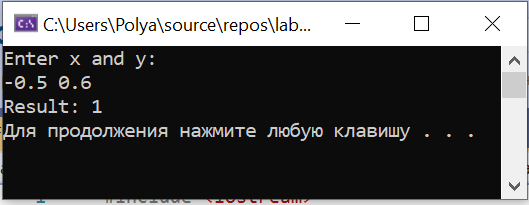 C:\Users\Polya\source\repos\lab...
Enter x and y:
-0.5 0.6
Result: 1
Для продолжения нажмите любую клавишу . . .
1 #include <iostream>